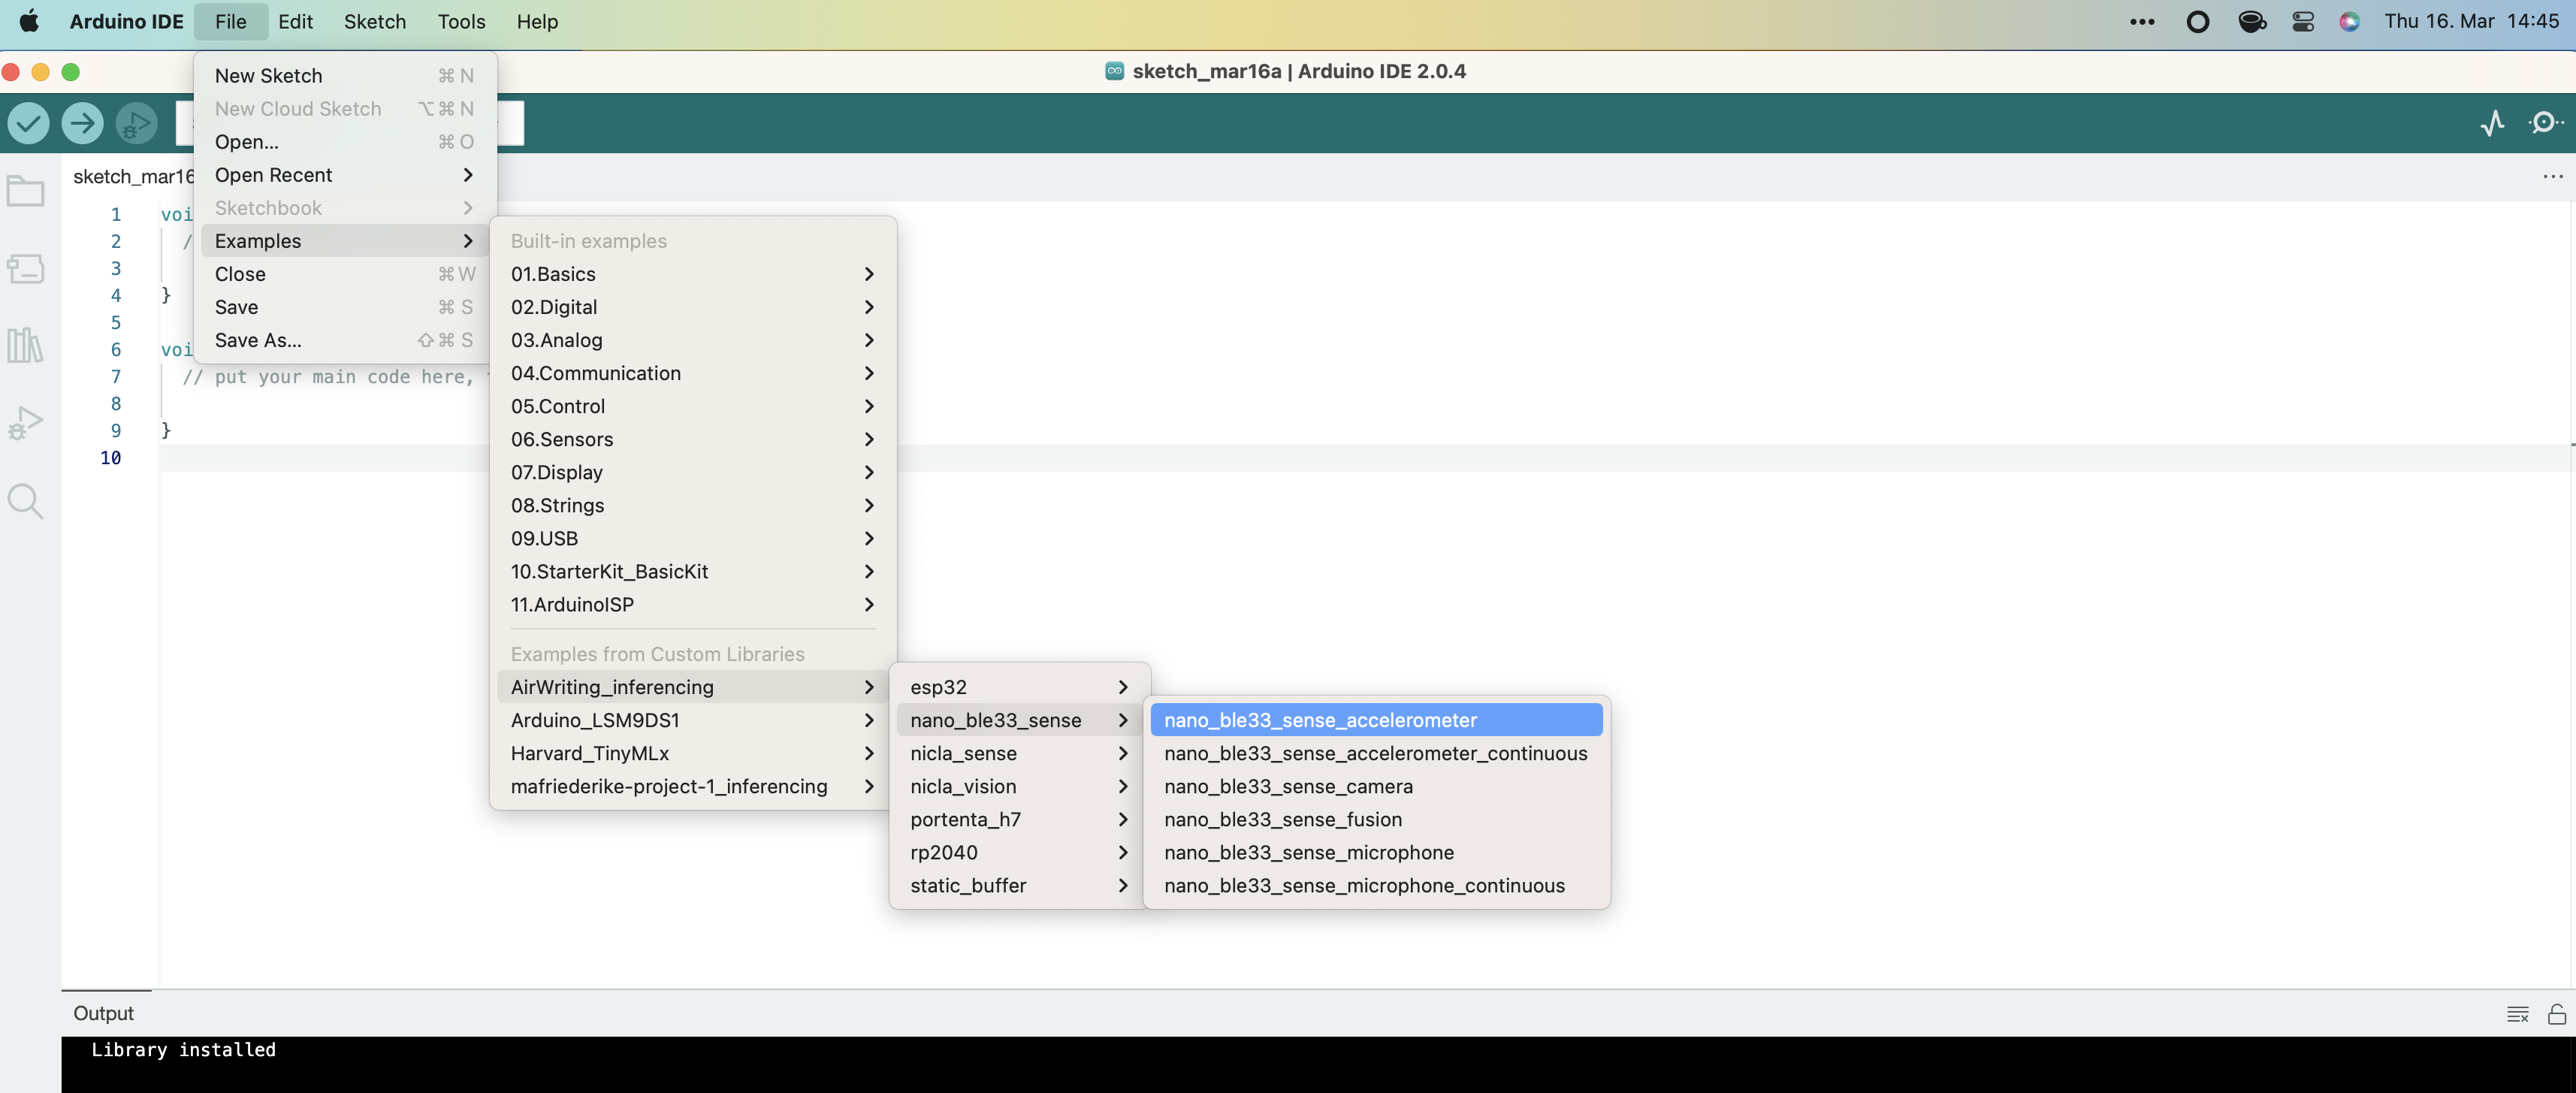 Arduino IDE File Edit Sketch Tools Help Thu 16. Mar 14:45
sketch_mar16a | Arduino IDE 2.0.4
New Sketch ⌘ N
New Cloud Sketch ⌥ ⌘ N
Open... ⌘ O
Open Recent
Sketchbook
Examples
Close ⌘ W
Save ⌘ S
Save As... ⇧ ⌘ S
sketch_mar16
1 voi
2 /
3
4 }
5
6 voi
7 // put your main code here,
8
9 }
10
Built-in examples
01.Basics
02.Digital
03.Analog
04.Communication
05.Control
06.Sensors
07.Display
08.Strings
09.USB
10.StarterKit_BasicKit
11.ArduinoISP
Examples from Custom Libraries
AirWriting_inferencing
Arduino_LSM9DS1
Harvard_TinyMLx
mafriederike-project-1_inferencing
esp32
nano_ble33_sense
nicla_sense
nicla_vision
portenta_h7
rp2040
static_buffer
nano_ble33_sense_accelerometer
nano_ble33_sense_accelerometer_continuous
nano_ble33_sense_camera
nano_ble33_sense_fusion
nano_ble33_sense_microphone
nano_ble33_sense_microphone_continuous
Output
Library installed